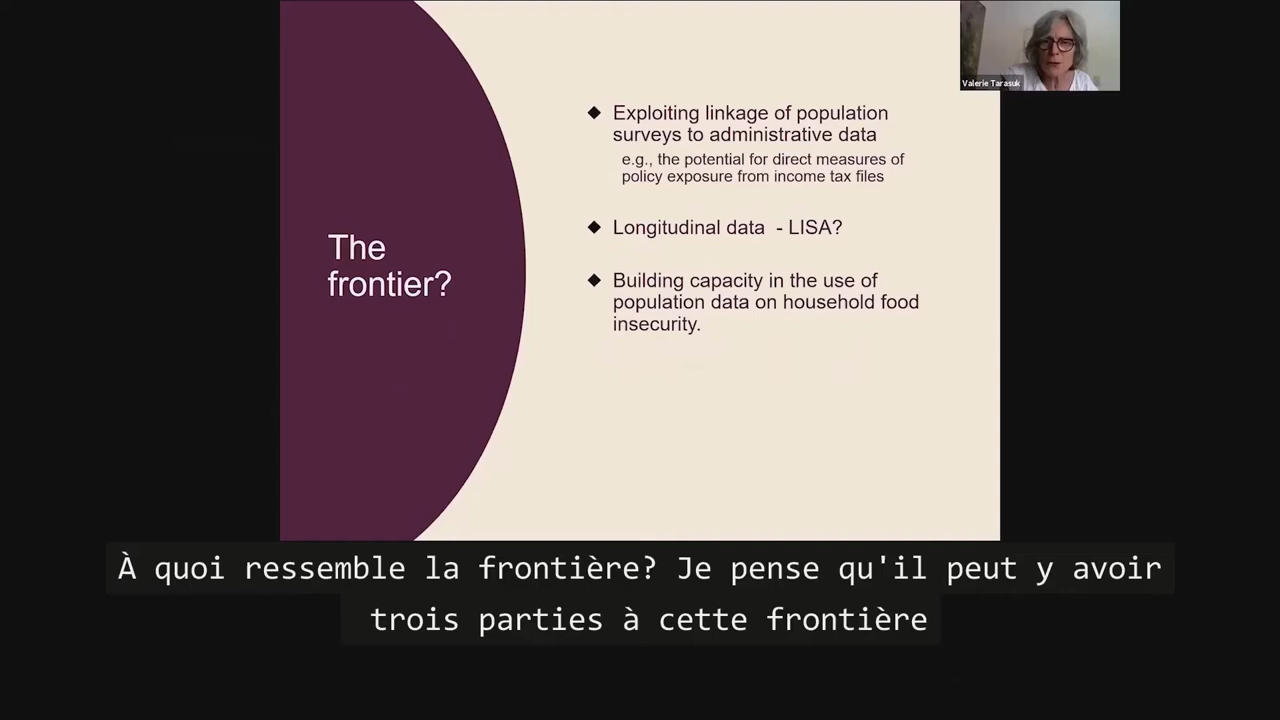 Valerie Tarasuk
The
frontier?
◆ Exploiting linkage of population
surveys to administrative data
e.g., the potential for direct measures of
policy exposure from income tax files
◆ Longitudinal data - LISA?
◆ Building capacity in the use of
population data on household food
insecurity.
À quoi ressemble la frontière? Je pense qu'il peut y avoir
trois parties à cette frontière